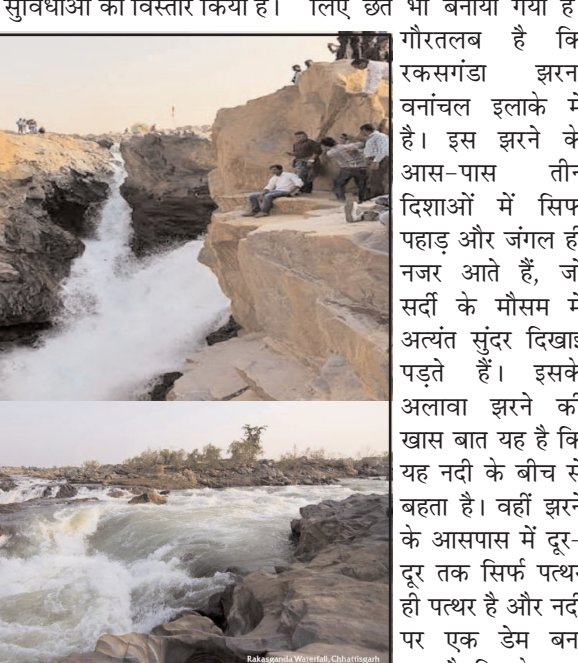 सुविधाओं का विस्तार किया है।
लिए छत भी बनाया गया है
गौरतलब है कि
रकसगंडा झरन
वनांचल इलाके में
है। इस झरने के
आस-पास तीन
दिशाओं में सिर्फ
पहाड़ और जंगल ही
नजर आते हैं, जो
सर्दी के मौसम में
अत्यंत सुंदर दिखाई
पड़ते हैं। इसके
अलावा झरने की
खास बात यह है कि
यह नदी के बीच से
बहता है। वहीं झरने
के आसपास में दूर-
दूर तक सिर्फ पत्थर
ही पत्थर है और नदी
पर एक डेम बना
Rakasganda Waterfall, Chhattisgarh